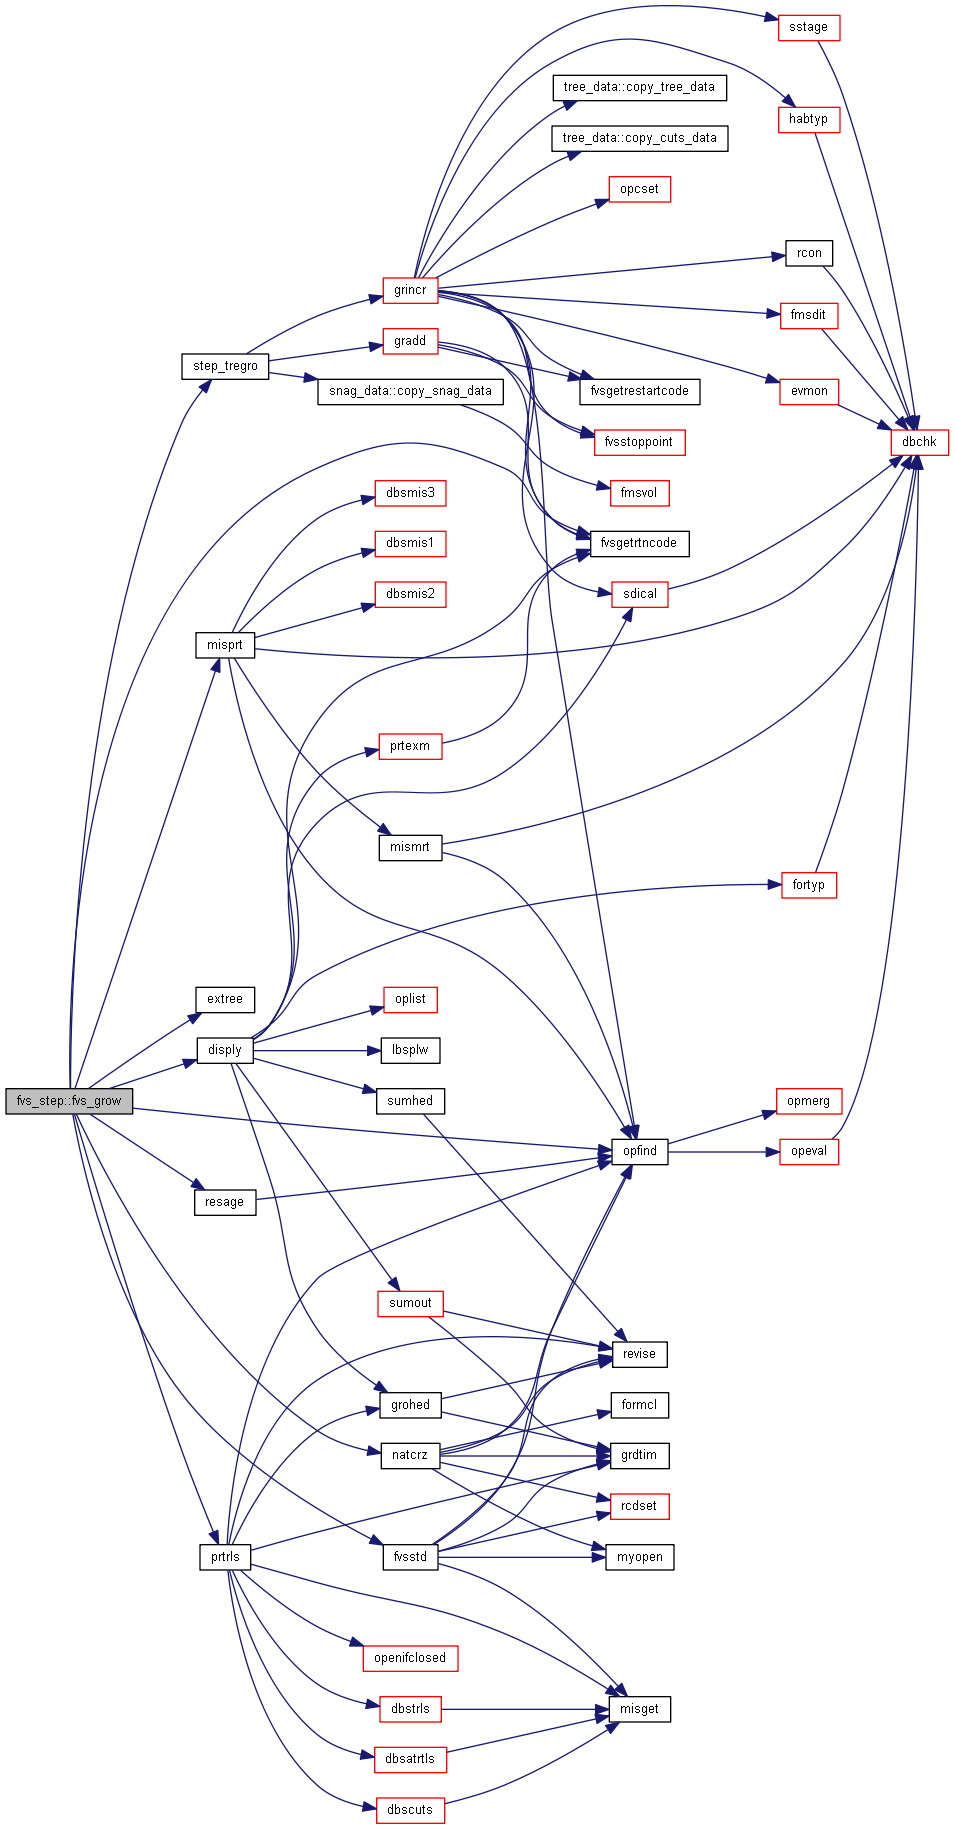 sstage
tree_data::copy_tree_data
habtyp
tree_data::copy_cuts_data
opcset
rcon
grincr
fmsdit
gradd
step_tregro
snag_data::copy_snag_data
fvsgetrestartcode
evmon
fvsstoppoint
dbchk
dbsmis3
fmsvol
dbsmis1
fvsgetrtncode
dbsmis2
sdical
misprt
prtexm
mismrt
fortyp
extree
oplist
disply
lbsplw
fvs_step::fvs_grow
sumhed
opmerg
opfind
opeval
resage
sumout
revise
grohed
formcl
natcrz
grdtim
rcdset
prtrls
fvsstd
myopen
openifclosed
dbstrls
misget
dbsatrtls
dbscuts